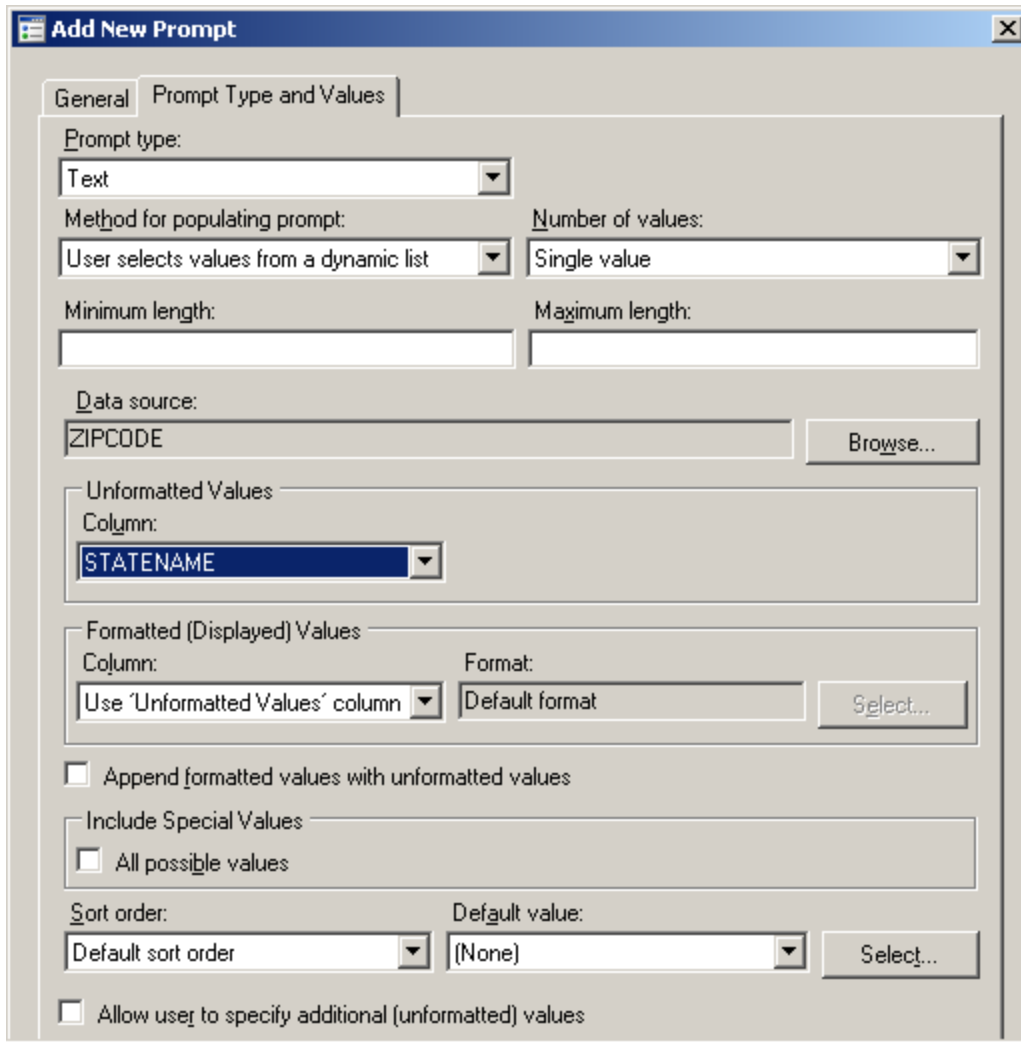 Add New Prompt
General Prompt Type and Values
Prompt type:
Text
Method for populating prompt: Number of values:
User selects values from a dynamic list Single value
Minimum length: Maximum length:
Data source:
ZIPCODE Browse...
Unformatted Values
Column:
STATENAME
Formatted (Displayed) Values
Column: Format:
Use ‘Unformatted Values’ column Default format Select...
Append formatted values with unformatted values
Include Special Values
All possible values
Sort order: Default value:
Default sort order (None) Select...
Allow user to specify additional (unformatted) values